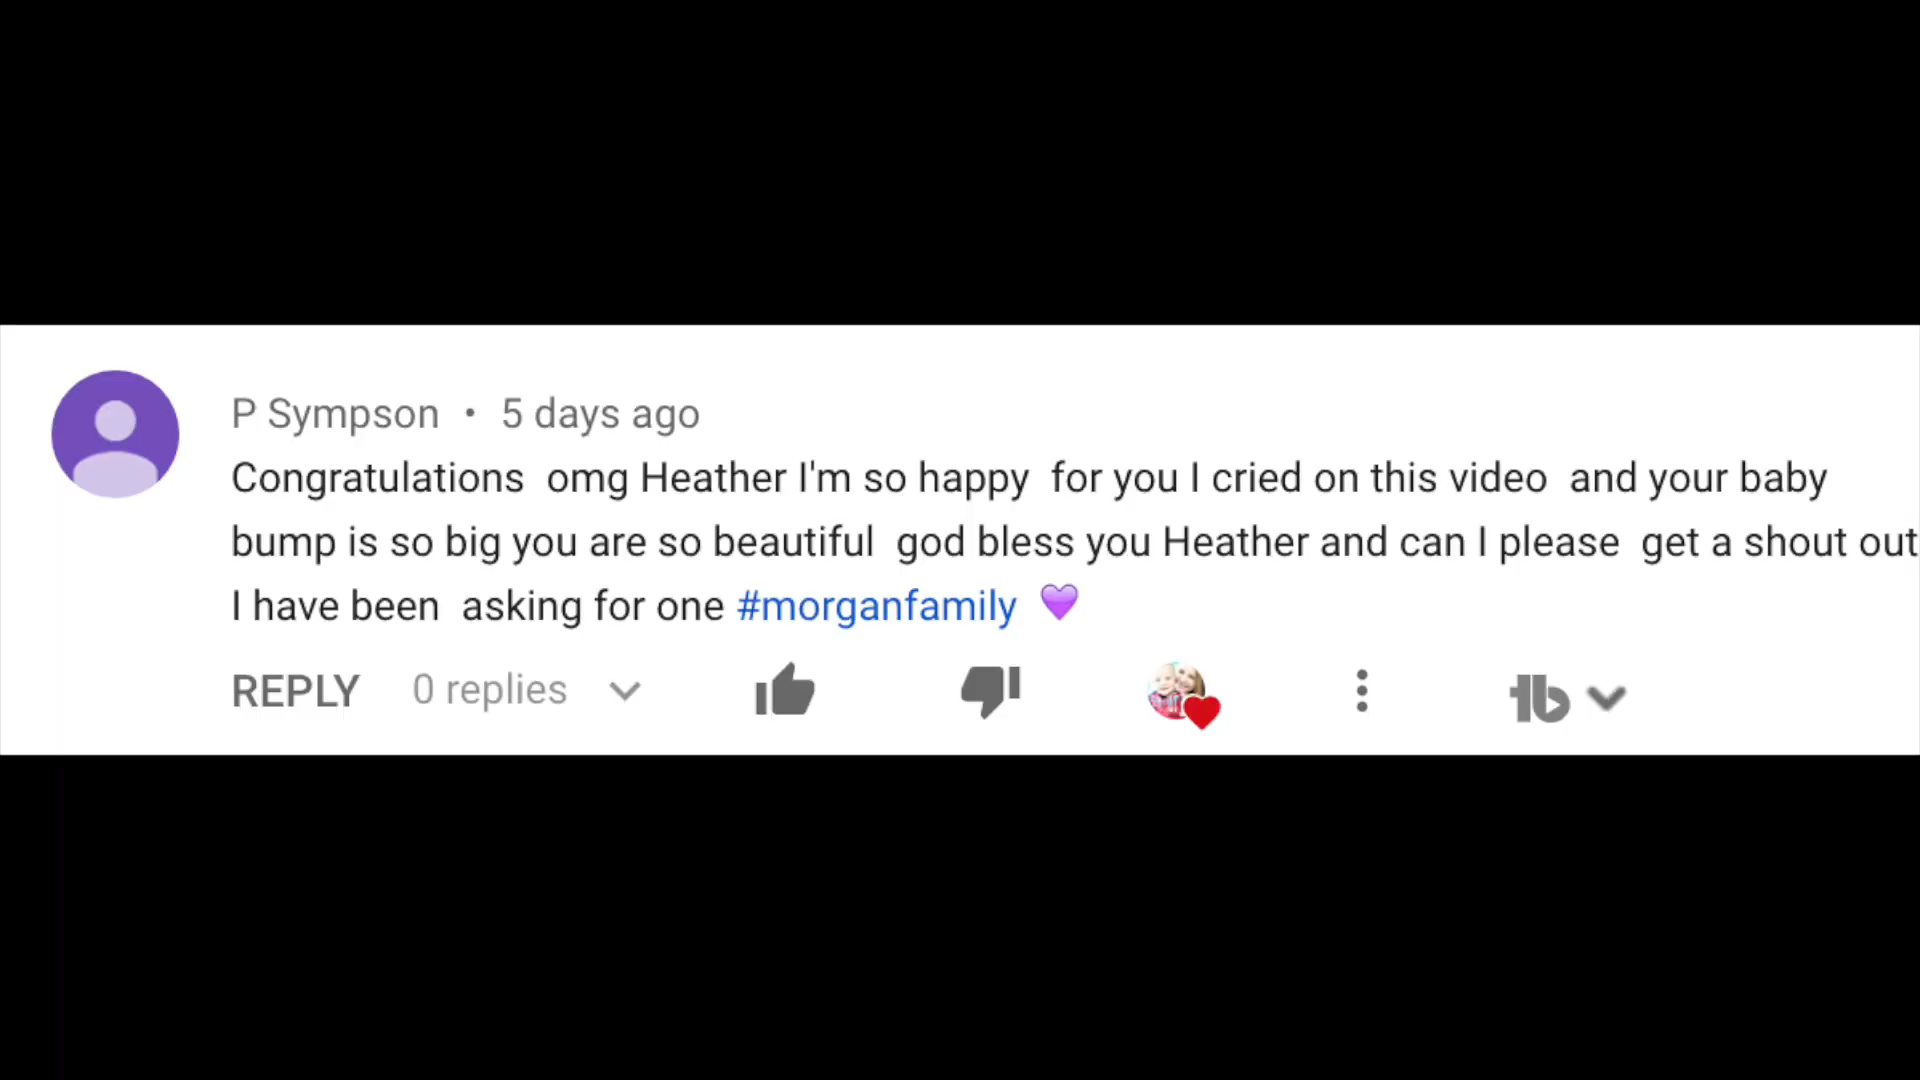 P Sympson • 5 days ago
Congratulations  omg Heather I'm so happy  for you I cried on this video  and your baby
bump is so big you are so beautiful  god bless you Heather and can I please  get a shout out
I have been  asking for one #morganfamily 💜
REPLY 0 replies
tb